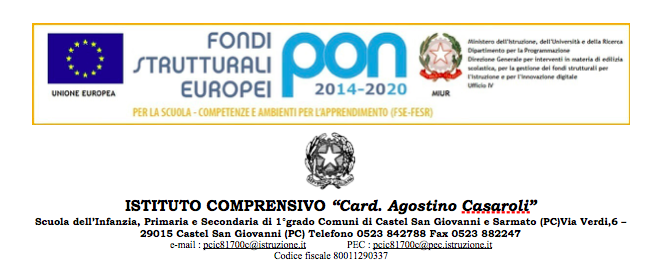 FONDI
STRUTTURALI
EUROPEI
pon
2014-2020
UNIONE EUROPEA
MIUR
Ministero dell'Istruzione, dell'Università e della Ricerca
Dipartimento per la Programmazione
Direzione Generale per interventi in materia di edilizia
scolastica, per la gestione dei fondi strutturali per
l'istruzione e per l'innovazione digitale
Ufficio IV
PER LA SCUOLA - COMPETENZE E AMBIENTI PER L'APPRENDIMENTO (FSE-FESR)
ISTITUTO COMPRENSIVO “Card. Agostino Casaroli”
Scuola dell’Infanzia, Primaria e Secondaria di 1°grado Comuni di Castel San Giovanni e Sarmato (PC)Via Verdi,6 –
29015 Castel San Giovanni (PC) Telefono 0523 842788 Fax 0523 882247
e-mail : pcic81700c@istruzione.it PEC : pcic81700c@pec.istruzione.it
Codice fiscale 80011290337